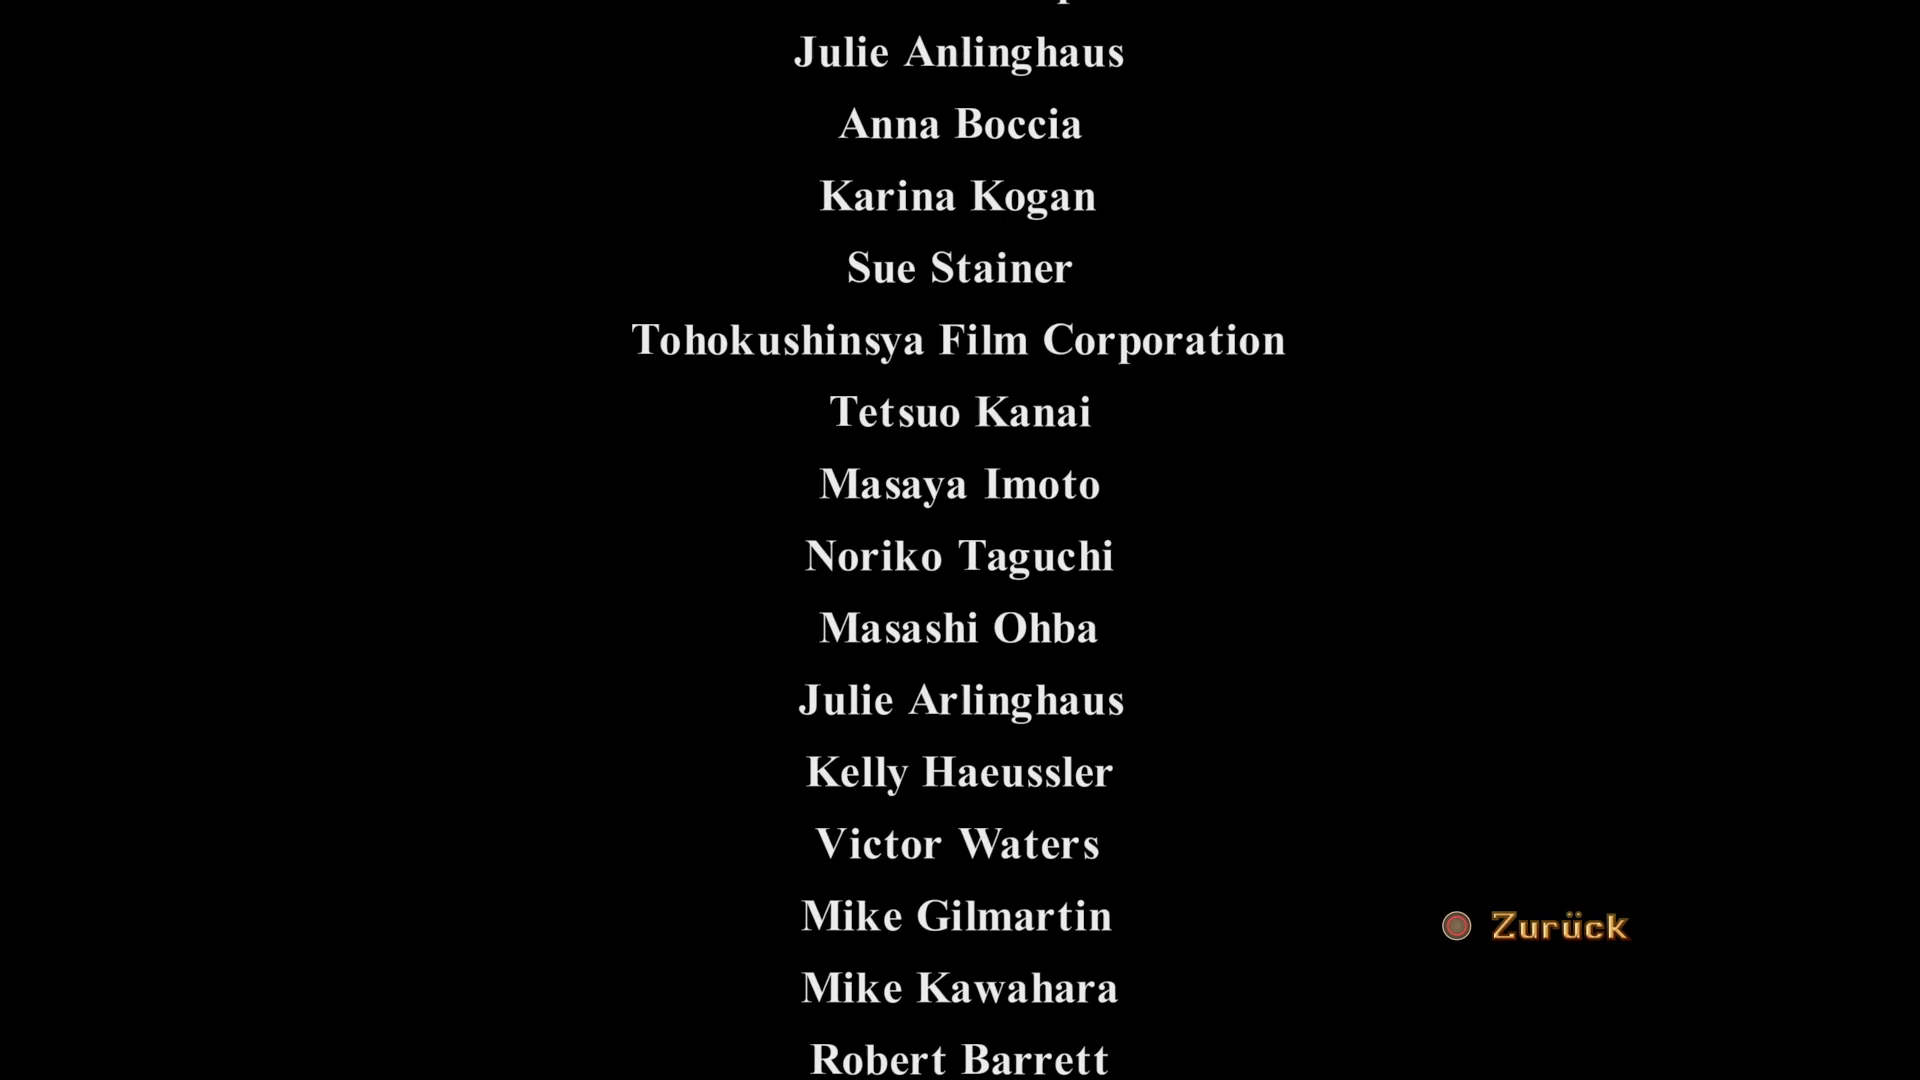 Julie Anlinghaus
Anna Boccia
Karina Kogan
Sue Stainer
Tohokushinsya Film Corporation
Tetsuo Kanai
Masaya Imoto
Noriko Taguchi
Masashi Ohba
Julie Arlinghaus
Kelly Haeussler
Victor Waters
Mike Gilmartin
Zurück
Mike Kawahara
Robert Barrett